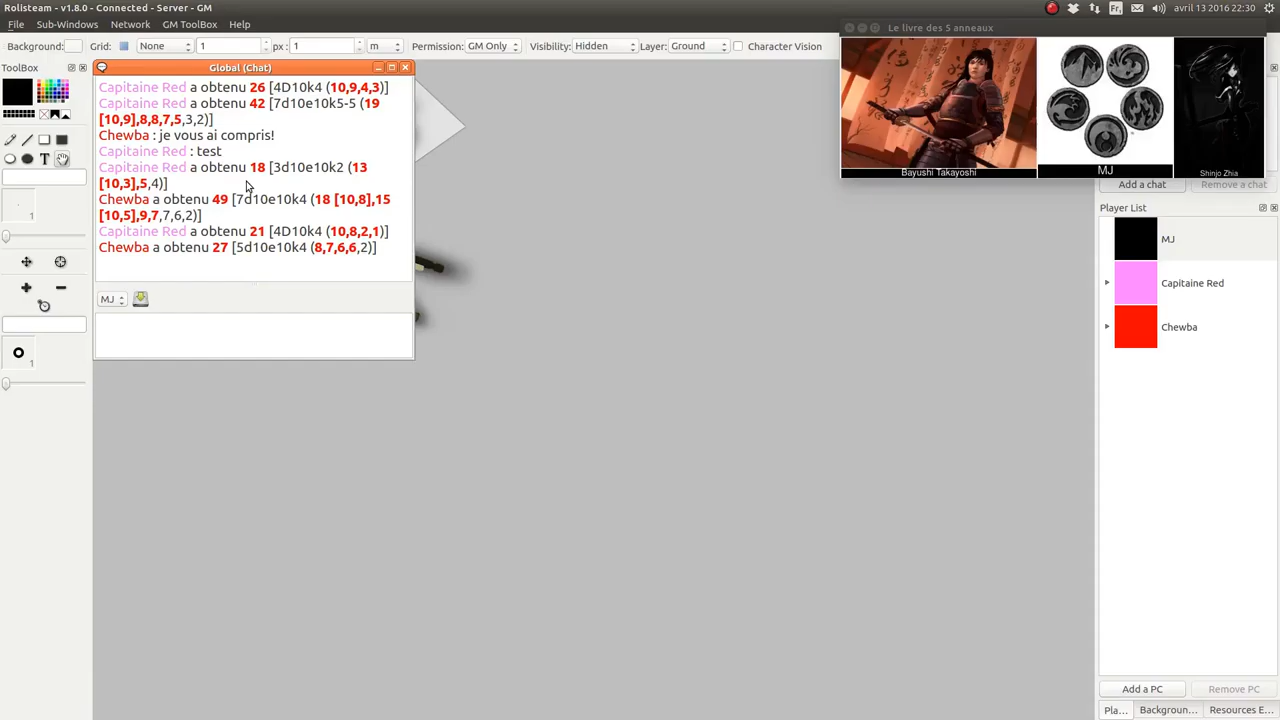 Rolisteam - v1.8.0 - Connected - Server - GM
Fr
avril 13 2016 22:30
File Sub-Windows Network GM ToolBox Help
Background: Grid: None 1 px : 1 m Permission: GM Only Visibility: Hidden Layer: Ground Character Vision
Le livre des 5 anneaux
Bayushi Takayoshi
MJ
Shinjo Zhia
ToolBox
1
1
Global (Chat)
Capitaine Red a obtenu 26 [4D10k4 (10,9,4,3)]
Capitaine Red a obtenu 42 [7d10e10k5-5 (19
[10,9],8,8,7,5,3,2)]
Chewba : je vous ai compris!
Capitaine Red : test
Capitaine Red a obtenu 18 [3d10e10k2 (13
[10,3],5,4)]
Chewba a obtenu 49 [7d10e10k4 (18 [10,8],15
[10,5],9,7,7,6,2)]
Capitaine Red a obtenu 21 [4D10k4 (10,8,2,1)]
Chewba a obtenu 27 [5d10e10k4 (8,7,6,6,2)]
MJ
Add a chat Remove a chat
Player List
MJ
Capitaine Red
Chewba
Add a PC Remove PC
Pla... Backgroun... Resources E...